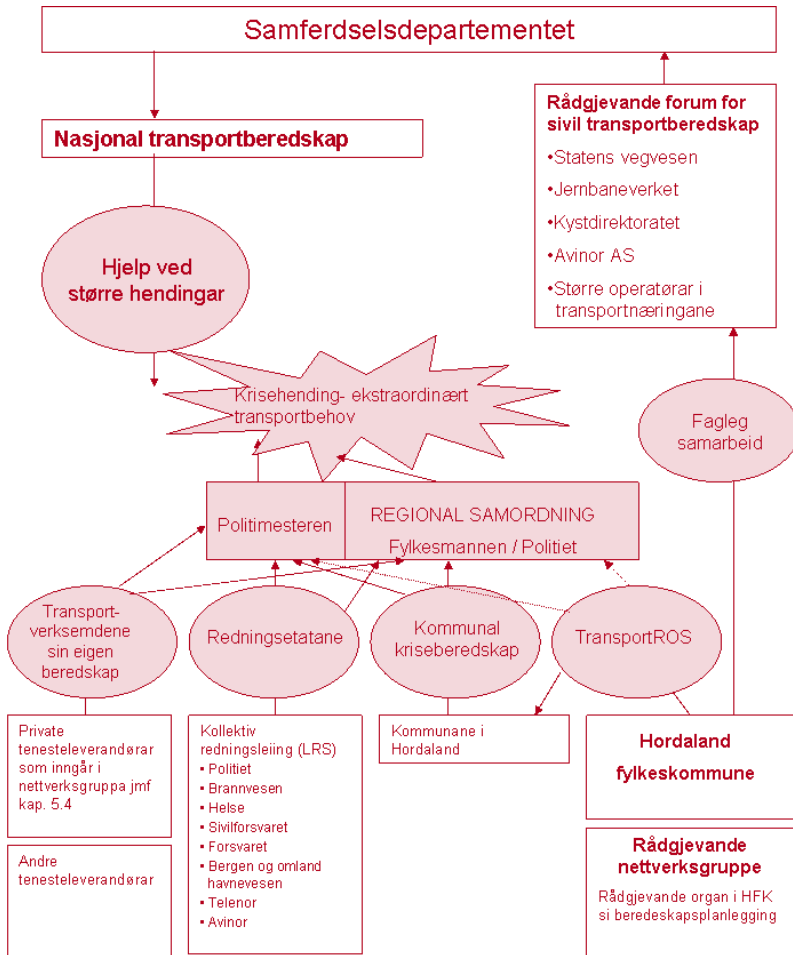 Samferdselsdepartementet
Nasjonal transportberedskap
Rådgjevande forum for
sivil transportberedskap
•Statens vegvesen
•Jernbaneverket
•Kystdirektoratet
•Avinor AS
•Større operatørar i
transportnæringane
Hjelp ved
større hendingar
Krisehending- ekstraordinært
transportbehov
Fagleg
samarbeid
Politimesteren
REGIONAL SAMORDNING
Fylkesmannen / Politiet
Transport-
verksemdene
sin eigen
beredskap
Redningsetatane
Kommunal
kriseberedskap
TransportROS
Private
tenesteleverandørar
som inngår i
nettverksgruppa jmf
kap. 5.4
Andre
tenesteleverandørar
Kollektiv
redningsleiing (LRS)
▪ Politiet
▪ Brannvesen
▪ Helse
▪ Sivilforsvaret
▪ Forsvaret
▪ Bergen og omland
havnevesen
▪ Telenor
▪ Avinor
Kommunane i
Hordaland
Hordaland
fylkeskommune
Rådgjevande
nettverksgruppe
Rådgjevande organ i HFK
si beredeskapsplanlegging